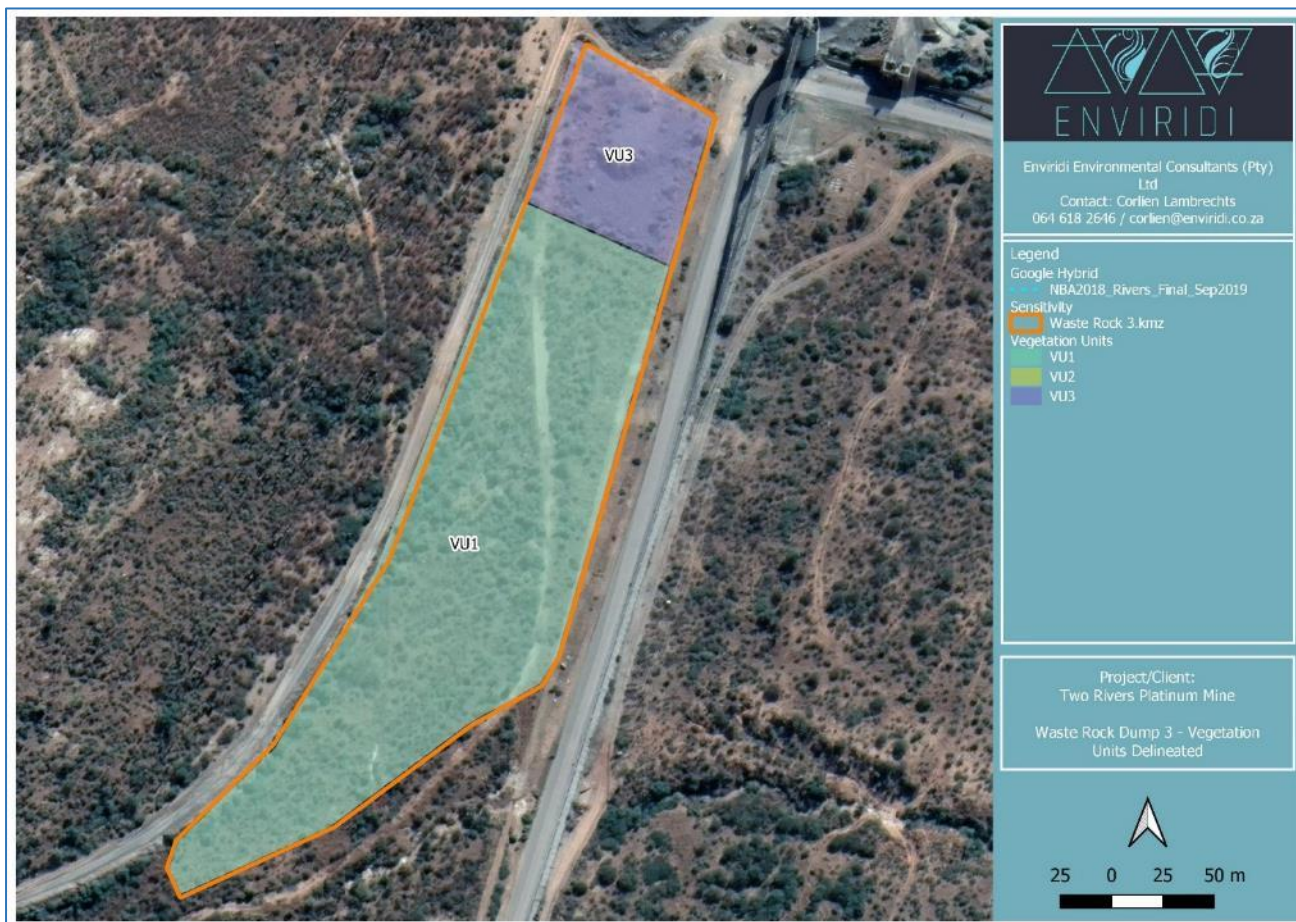 VU3
VU1
ENVIRIDI
Enviridi Environmental Consultants (Pty)
Ltd
Contact: Corlien Lambrechts
064 618 2646 / corlien@enviridi.co.za
Legend
Google Hybrid
NBA2018_Rivers_Final_Sep2019
Sensitivity
Waste Rock 3.kmz
Vegetation Units
VU1
VU2
VU3
Project/Client:
Two Rivers Platinum Mine
Waste Rock Dump 3 - Vegetation
Units Delineated
25 0 25 50 m